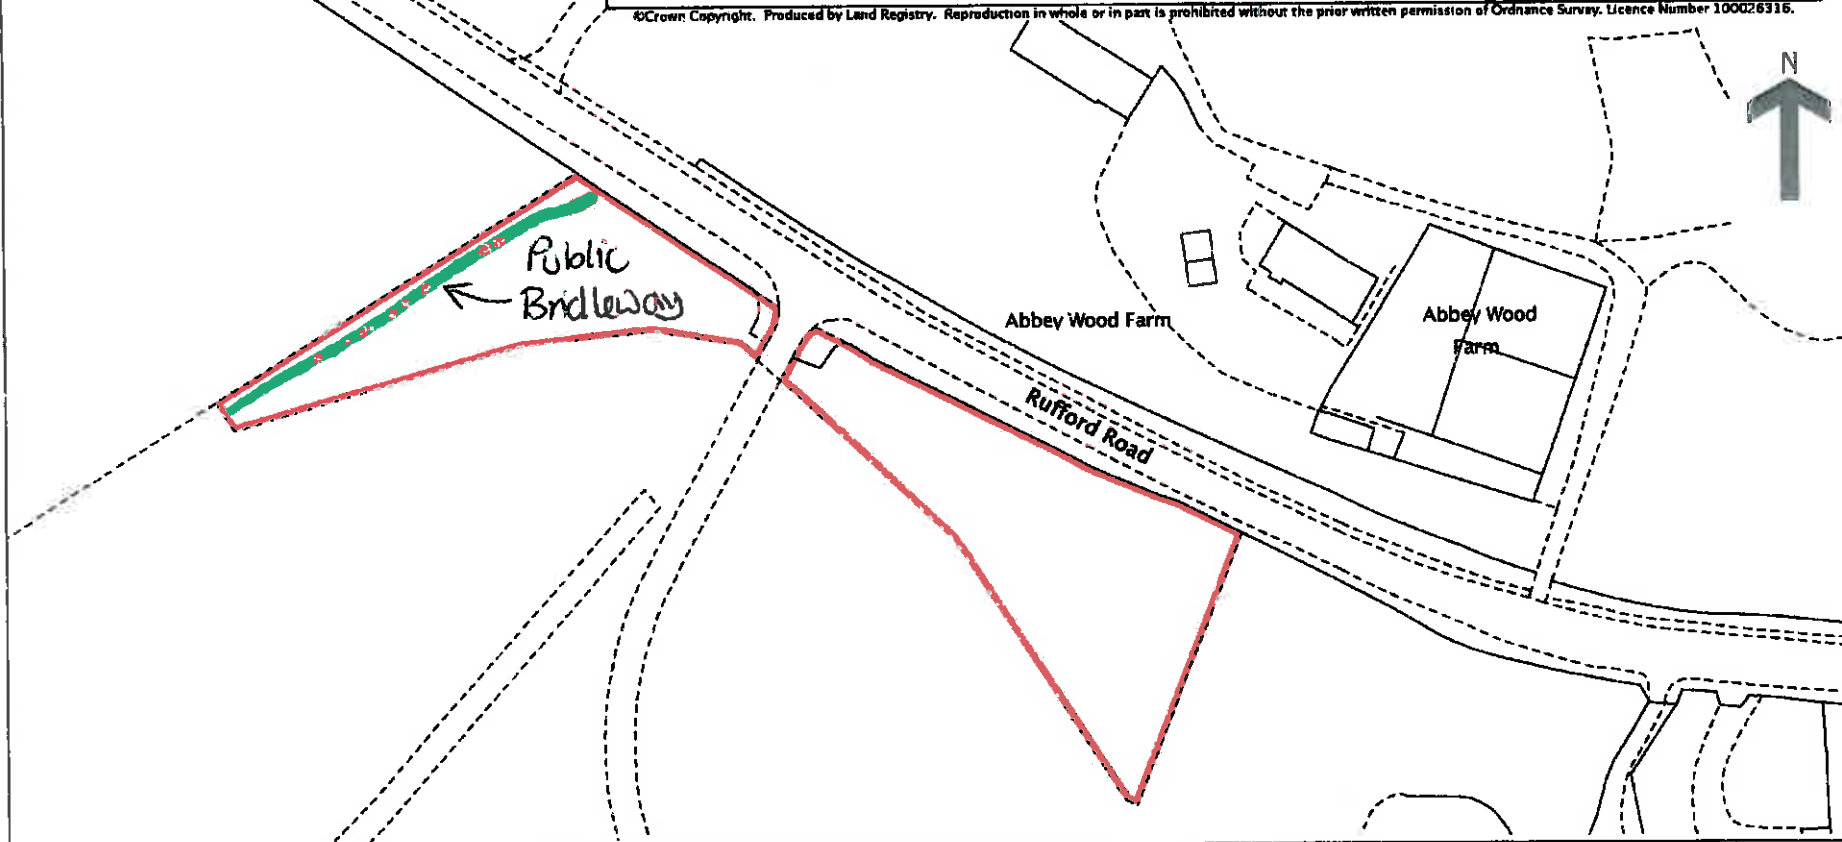 ©Crown Copyright. Produced by Land Registry. Reproduction in whole or in part is prohibited without the prior written permission of Ordnance Survey. Licence Number 100026316.
N
Public
Bridleway
Abbey Wood Farm
Abbey Wood
Farm
Rufford Road